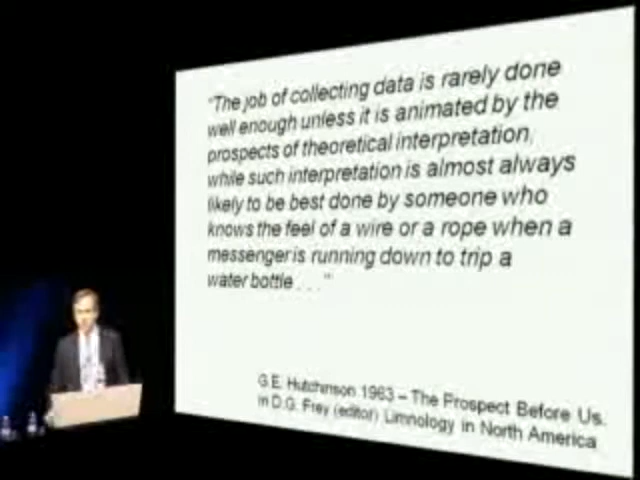 "The job of collecting data is rarely done
well enough unless it is animated by the
prospects of theoretical interpretation,
while such interpretation is almost always
likely to be best done by someone who
knows the feel of a wire or a rope when a
messenger is running down to trip a
water bottle . . ."
G.E. Hutchinson 1963 – The Prospect Before Us.
In D.G. Frey (editor) Limnology in North America